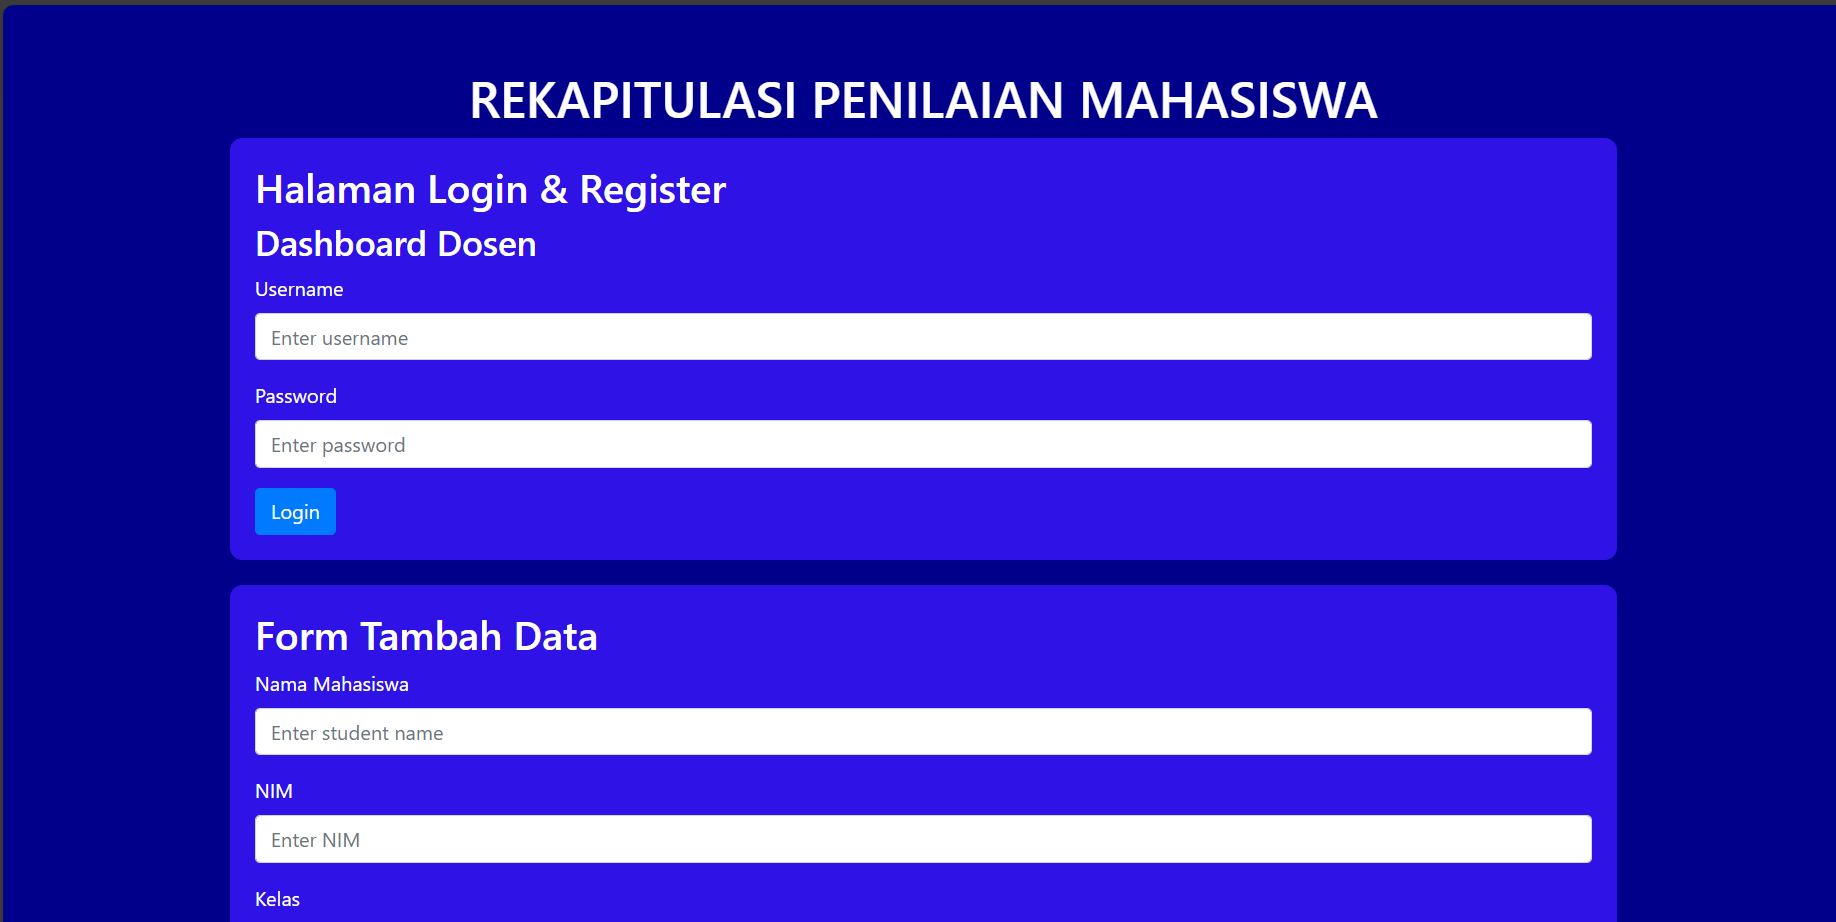 REKAPITULASI PENILAIAN MAHASISWA
Halaman Login & Register
Dashboard Dosen
Username
Enter username
Password
Enter password
Login
Form Tambah Data
Nama Mahasiswa
Enter student name
NIM
Enter NIM
Kelas